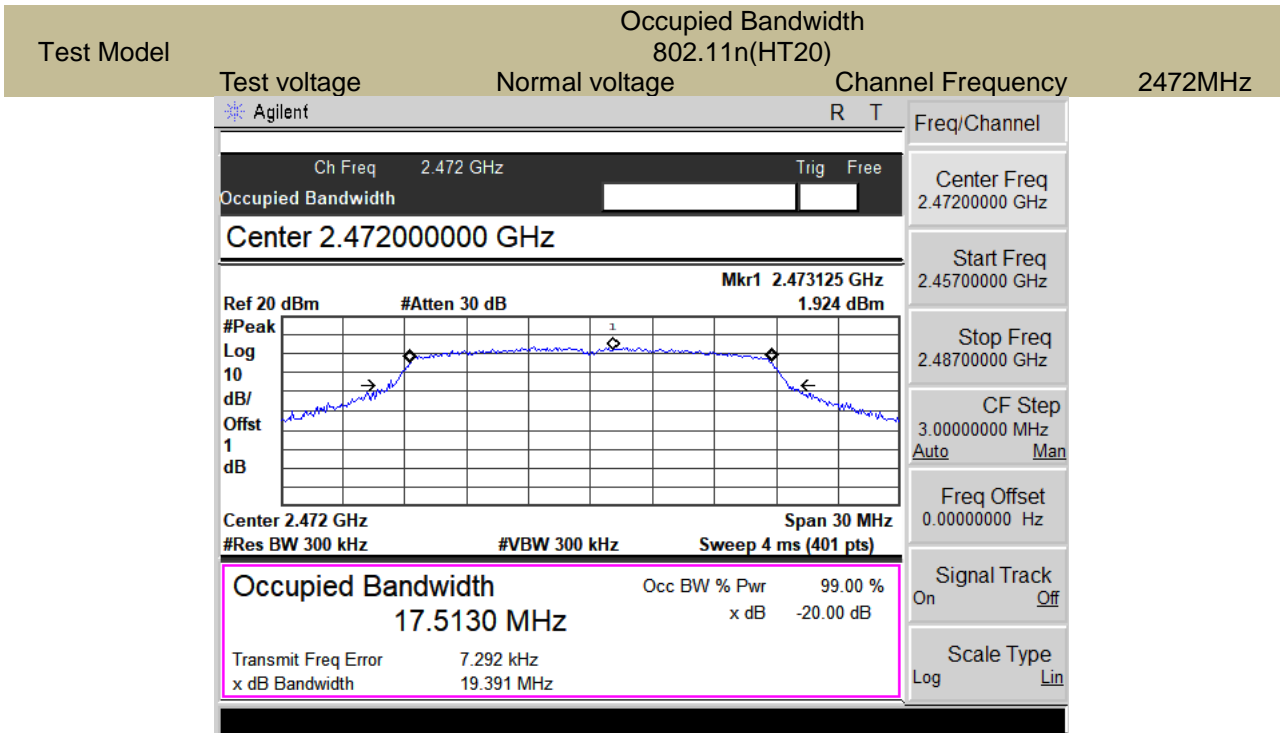 Occupied Bandwidth
Test Model 802.11n(HT20)
Test voltage Normal voltage Channel Frequency 2472MHz
Agilent R T
Freq/Channel
Ch Freq 2.472 GHz Trig Free
Occupied Bandwidth
Center 2.472000000 GHz
Mkr1 2.473125 GHz
Ref 20 dBm #Atten 30 dB 1.924 dBm
#Peak
Log
10
dB/
Offst
1
dB
1
Center 2.472 GHz Span 30 MHz
#Res BW 300 kHz #VBW 300 kHz Sweep 4 ms (401 pts)
Occupied Bandwidth Occ BW % Pwr 99.00 %
17.5130 MHz x dB -20.00 dB
Transmit Freq Error 7.292 kHz
x dB Bandwidth 19.391 MHz
Center Freq
2.47200000 GHz
Start Freq
2.45700000 GHz
Stop Freq
2.48700000 GHz
CF Step
3.00000000 MHz
Auto Man
Freq Offset
0.00000000 Hz
Signal Track
On Off
Scale Type
Log Lin